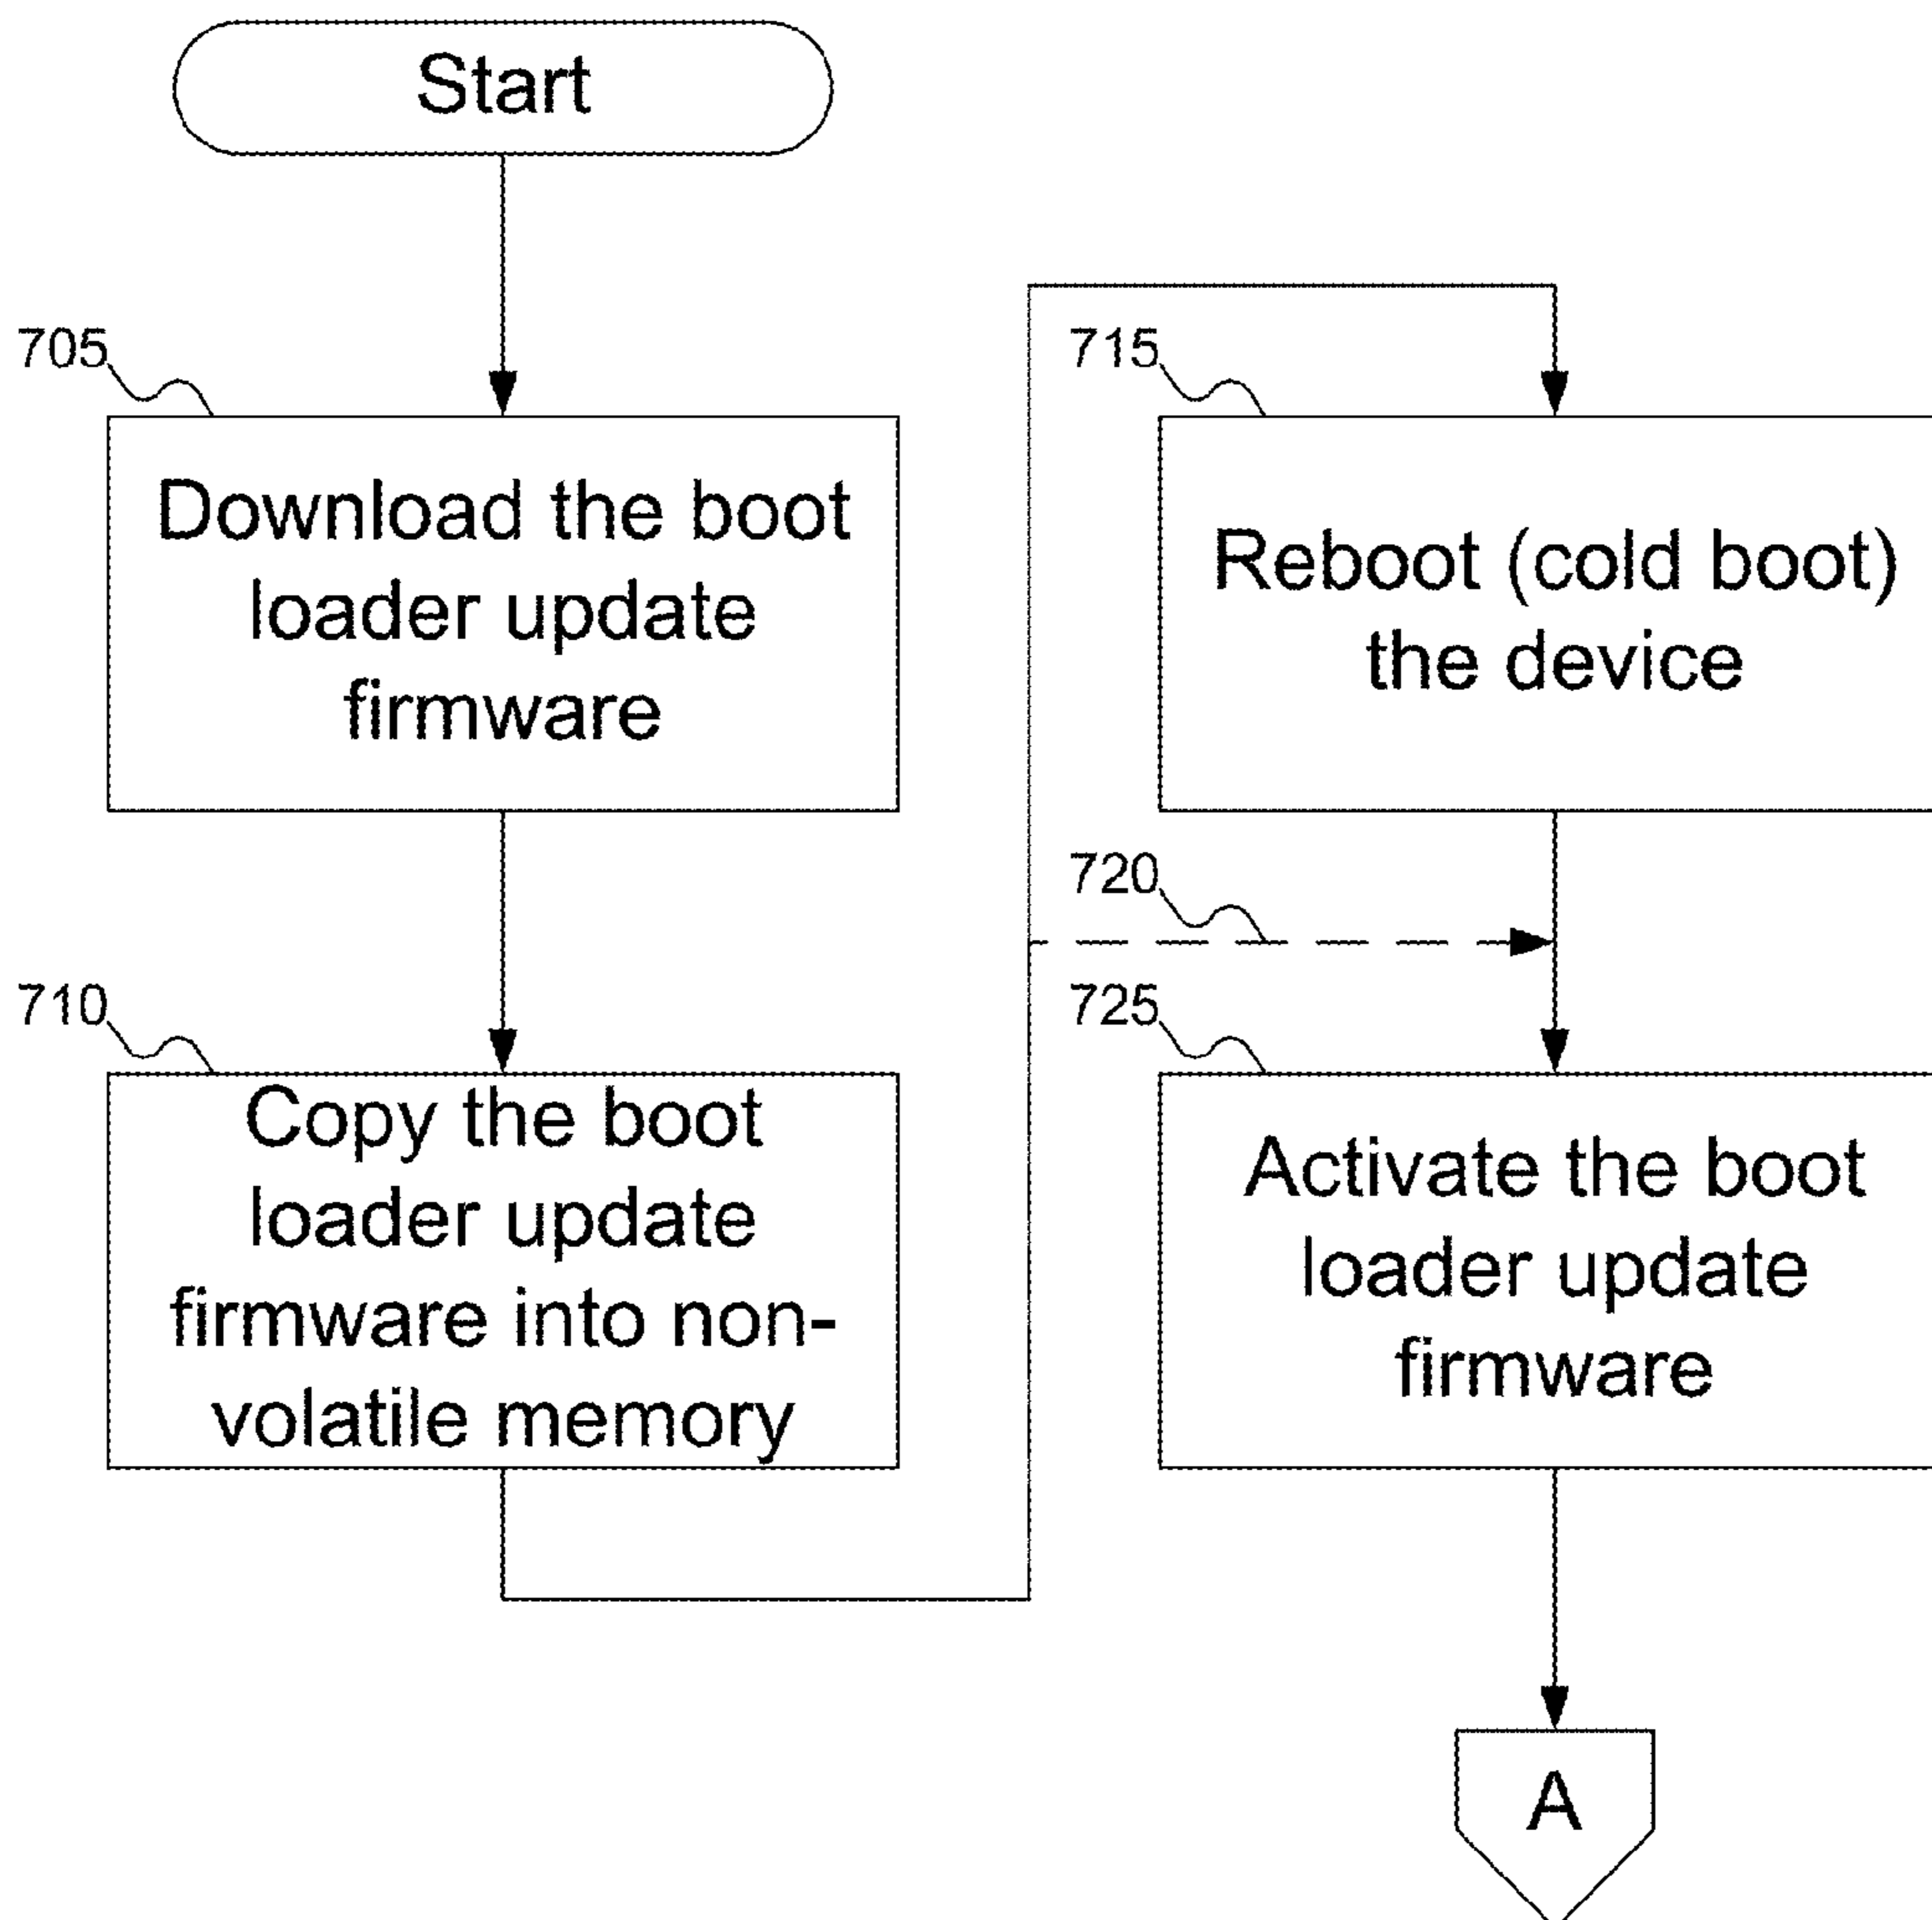 Start
705
Download the boot
loader update
firmware
710
Copy the boot
loader update
firmware into non-
volatile memory
715
Reboot (cold boot)
the device
720
725
Activate the boot
loader update
firmware
A